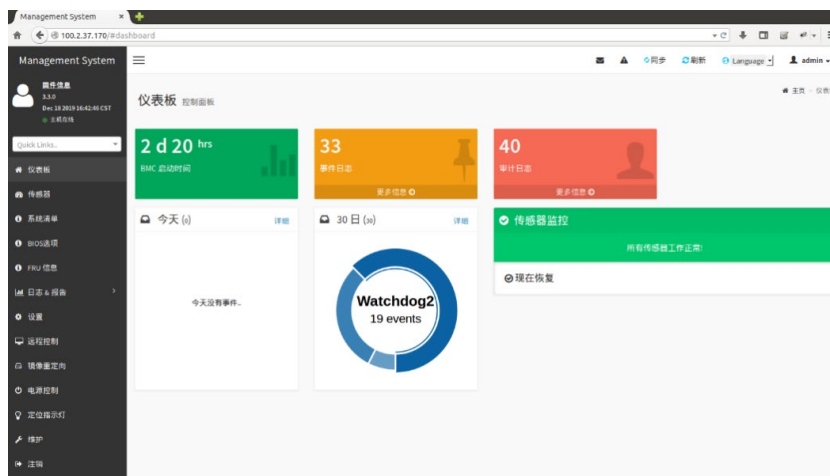 Management System ×
100.2.37.170/#dashboard
Management System
同步
刷新
Language
admin
固件信息
3.3.0
Dec 18 2019 16:42:46 CST
主机在线
Quick Links..
仪表板
传感器
系统清单
BIOS选项
FRU 信息
日志 & 报告
设置
远程控制
镜像重定向
电源控制
定位指示灯
维护
注销
仪表板 控制面板
主页 - 仪表
2 d 20 hrs
BMC 启动时间
33
事件日志
更多信息
40
审计日志
更多信息
今天 (0) 详细
今天没有事件..
30 日 (30) 详细
Watchdog2
19 events
传感器监控
所有传感器工作正常!
现在恢复